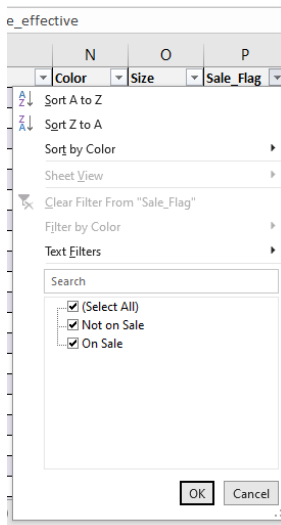 e_effective
N O P
Color Size Sale_Flag
Sort A to Z
Sort Z to A
Sort by Color
Sheet View
Clear Filter From "Sale_Flag"
Filter by Color
Text Filters
Search
(Select All)
Not on Sale
On Sale
OK Cancel